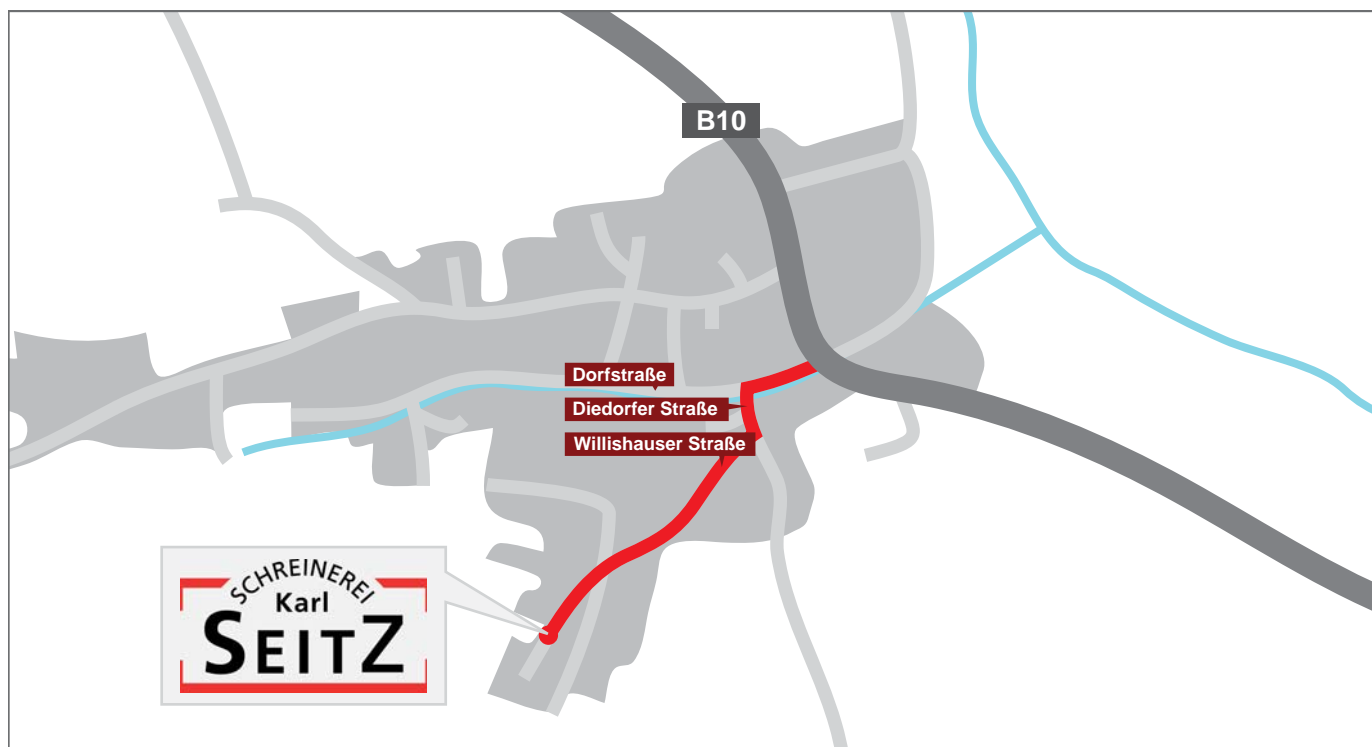 B10
Dorfstraße
Diedorfer Straße
Willishauser Straße
SCHREINEREI
Karl
SEITZ